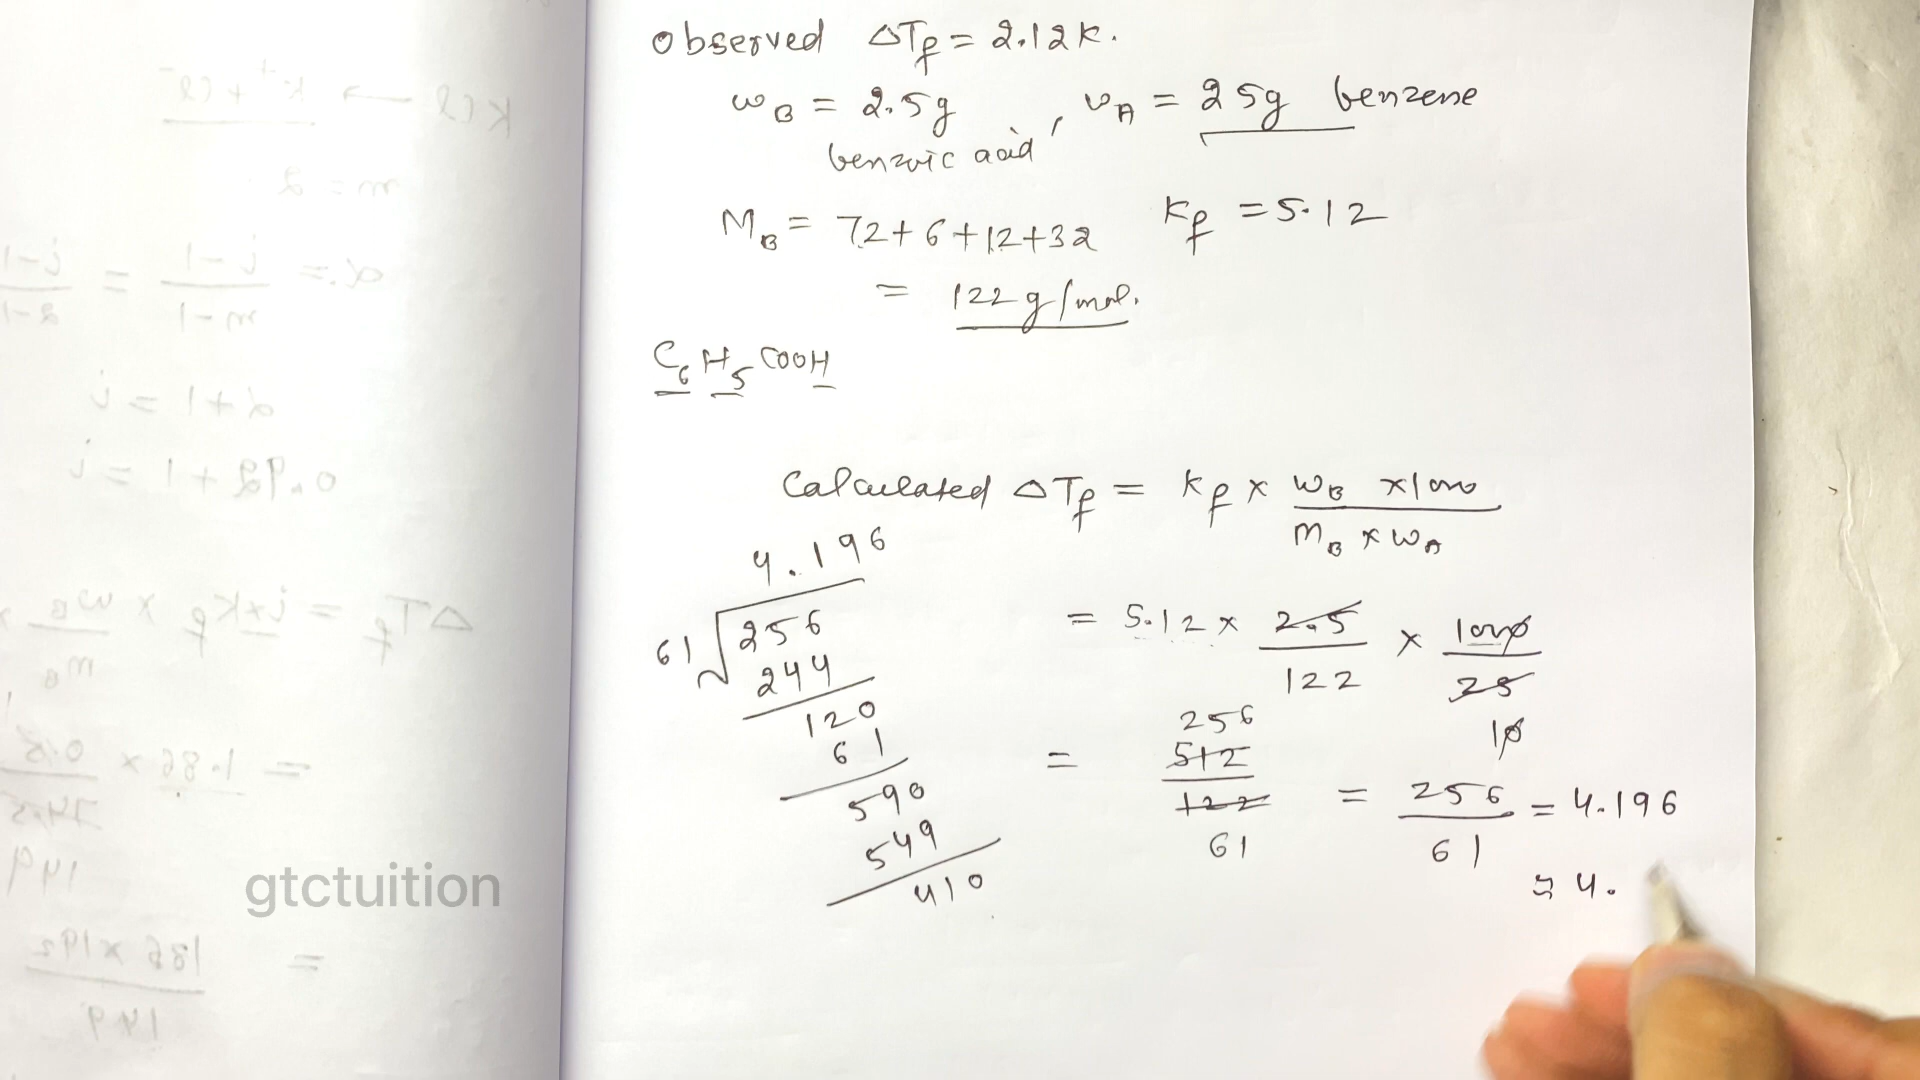 Observed ΔTf = 2.12 K.
wB = 2.5g , wA = 25g benzene
benzoic acid
MB = 72+6+12+32 Kf = 5.12
= 122 g/mol.
C6H5COOH
Calculated ΔTf = Kf × wB × 1000
MB × wA
4.196
61 256
244
120
61
590
549
410
= 5.12 × 2.5 × 1000
122 25
10
256
= 512 = 256 = 4.196
122 61
61
≈ 4.
gtctuition